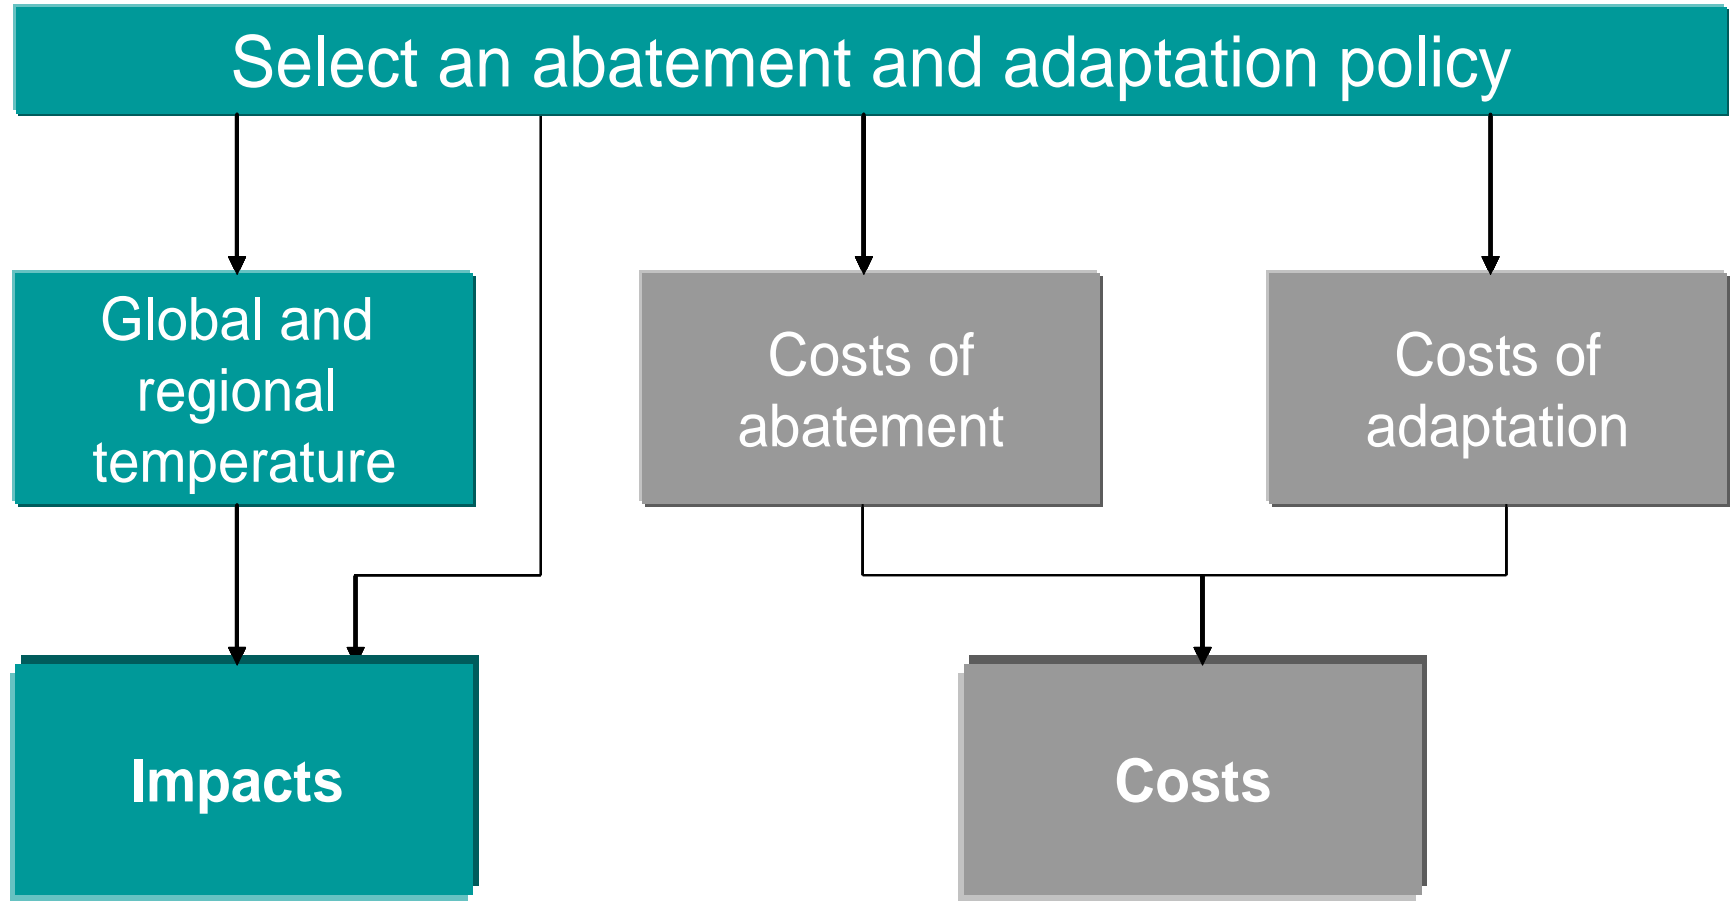 Select an abatement and adaptation policy
Global and
regional
temperature
Costs of
abatement
Costs of
adaptation
Impacts
Costs